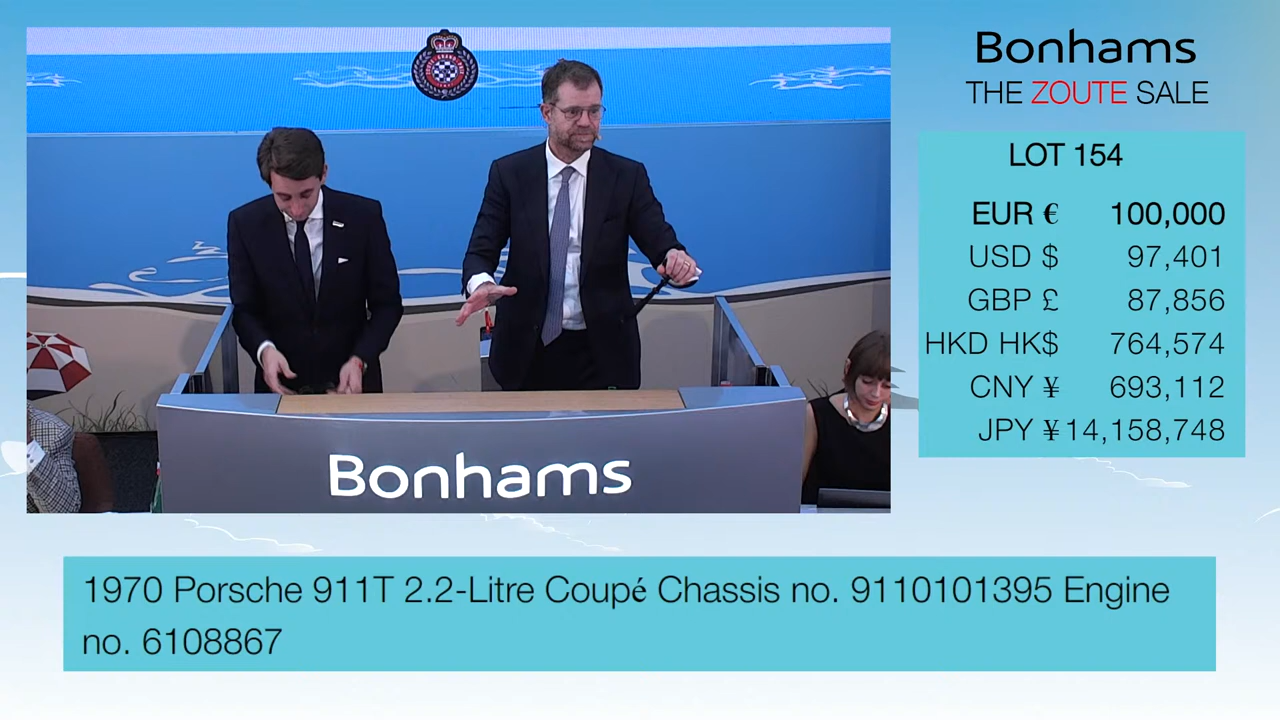 Bonhams
THE ZOUTE SALE
LOT 154
EUR € 100,000
USD $ 97,401
GBP £ 87,856
HKD HK$ 764,574
CNY ¥ 693,112
JPY ¥ 14,158,748
Bonhams
1970 Porsche 911T 2.2-Litre Coupé Chassis no. 9110101395 Engine
no. 6108867